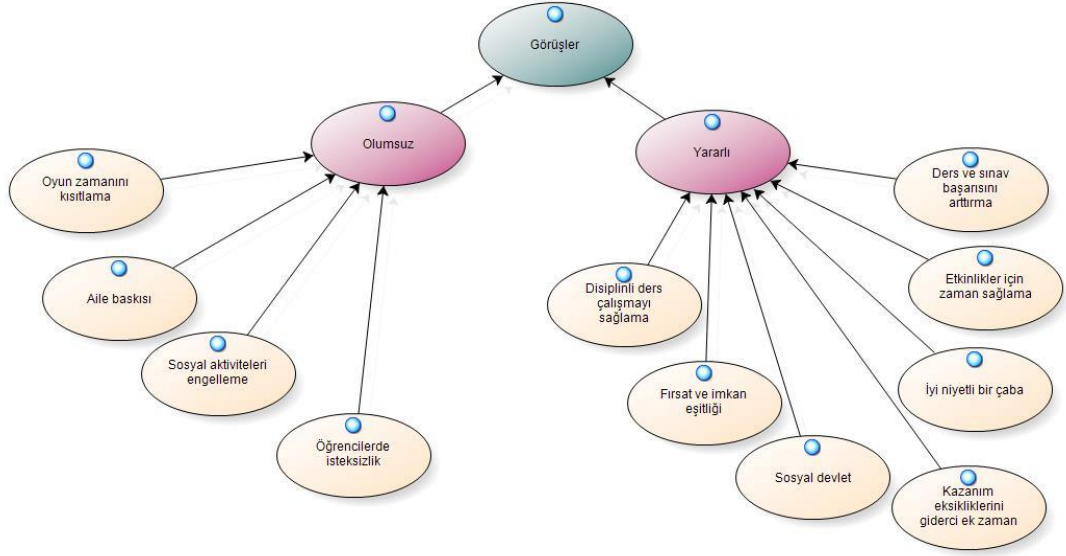 Görüşler
Olumsuz
Yararlı
Oyun zamanını
kısıtlama
Aile baskısı
Sosyal aktiviteleri
engelleme
Öğrencilerde
isteksizlik
Disiplinli ders
çalışmayı
sağlama
Fırsat ve imkan
eşitliği
Sosyal devlet
Kazanım
eksikliklerini
giderci ek zaman
İyi niyetli bir çaba
Etkinlikler için
zaman sağlama
Ders ve sınav
başarısını
arttırma